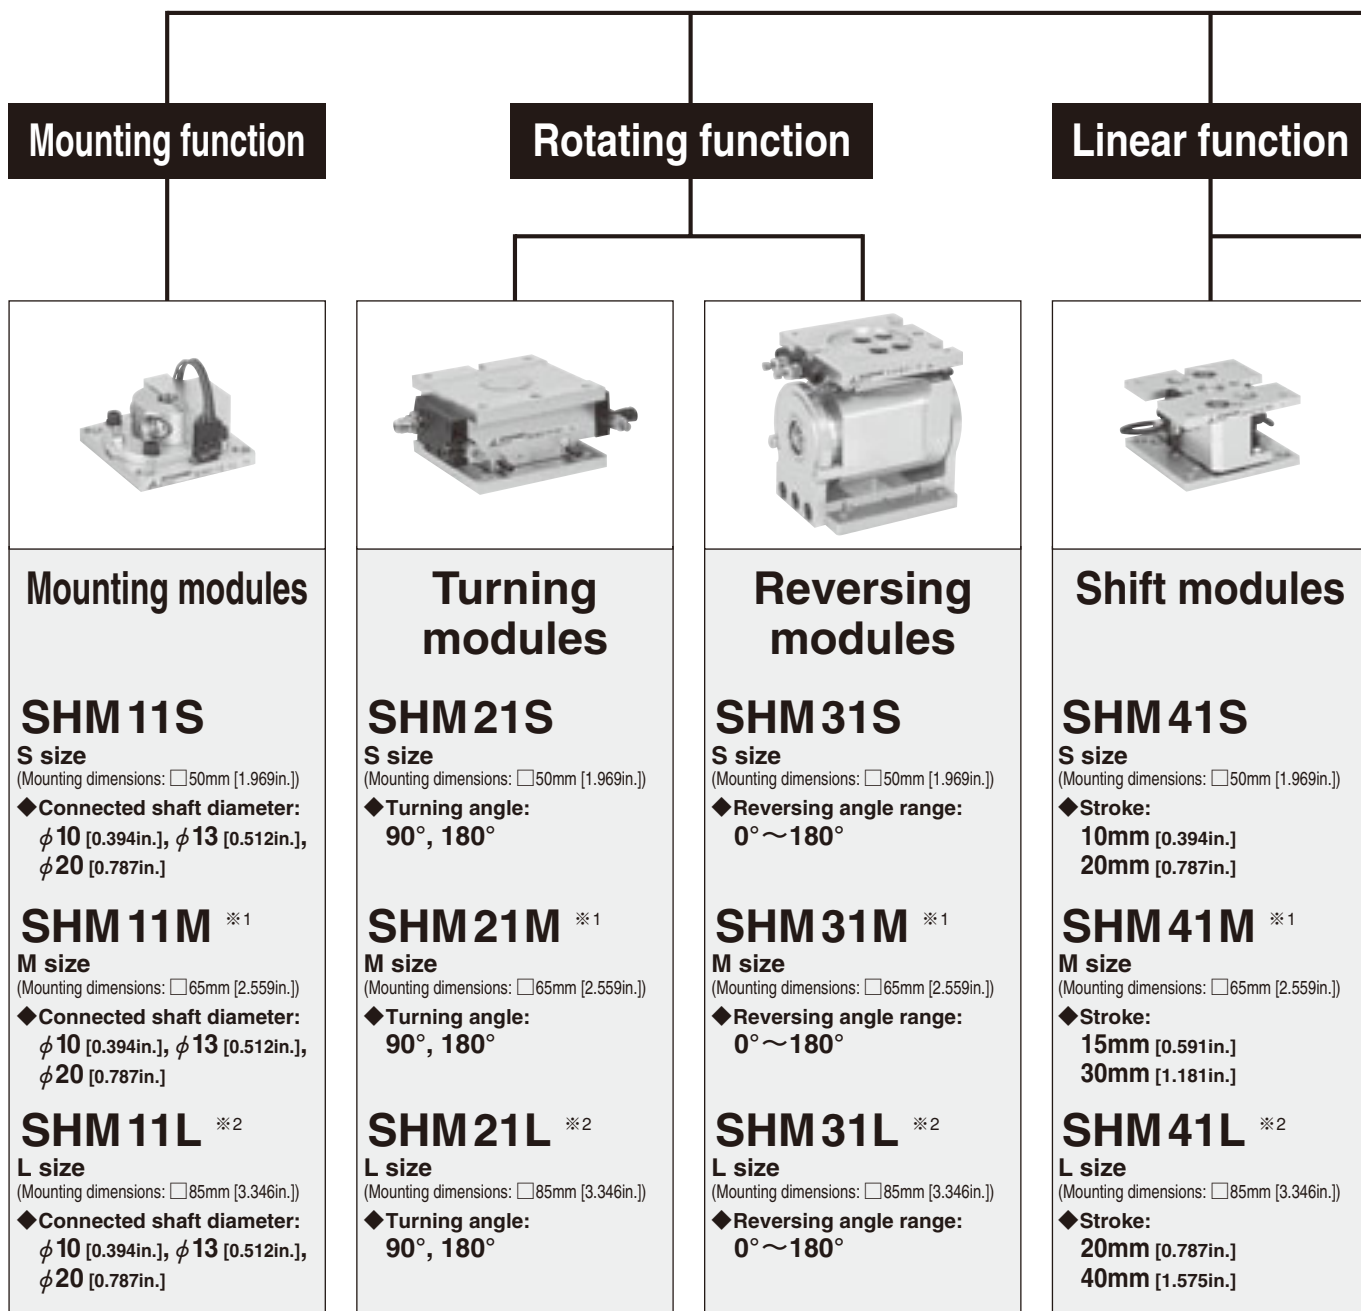 Mounting function
Rotating function
Linear function
Mounting modules
SHM11S
S size
(Mounting dimensions: □50mm [1.969in.])
◆Connected shaft diameter:
φ10 [0.394in.], φ13 [0.512in.],
φ20 [0.787in.]
SHM11M ※1
M size
(Mounting dimensions: □65mm [2.559in.])
◆Connected shaft diameter:
φ10 [0.394in.], φ13 [0.512in.],
φ20 [0.787in.]
SHM11L ※2
L size
(Mounting dimensions: □85mm [3.346in.])
◆Connected shaft diameter:
φ10 [0.394in.], φ13 [0.512in.],
φ20 [0.787in.]
Turning
modules
SHM21S
S size
(Mounting dimensions: □50mm [1.969in.])
◆Turning angle:
90°, 180°
SHM21M ※1
M size
(Mounting dimensions: □65mm [2.559in.])
◆Turning angle:
90°, 180°
SHM21L ※2
L size
(Mounting dimensions: □85mm [3.346in.])
◆Turning angle:
90°, 180°
Reversing
modules
SHM31S
S size
(Mounting dimensions: □50mm [1.969in.])
◆Reversing angle range:
0°～180°
SHM31M ※1
M size
(Mounting dimensions: □65mm [2.559in.])
◆Reversing angle range:
0°～180°
SHM31L ※2
L size
(Mounting dimensions: □85mm [3.346in.])
◆Reversing angle range:
0°～180°
Shift modules
SHM41S
S size
(Mounting dimensions: □50mm [1.969in.])
◆Stroke:
10mm [0.394in.]
20mm [0.787in.]
SHM41M ※1
M size
(Mounting dimensions: □65mm [2.559in.])
◆Stroke:
15mm [0.591in.]
30mm [1.181in.]
SHM41L ※2
L size
(Mounting dimensions: □85mm [3.346in.])
◆Stroke:
20mm [0.787in.]
40mm [1.575in.]